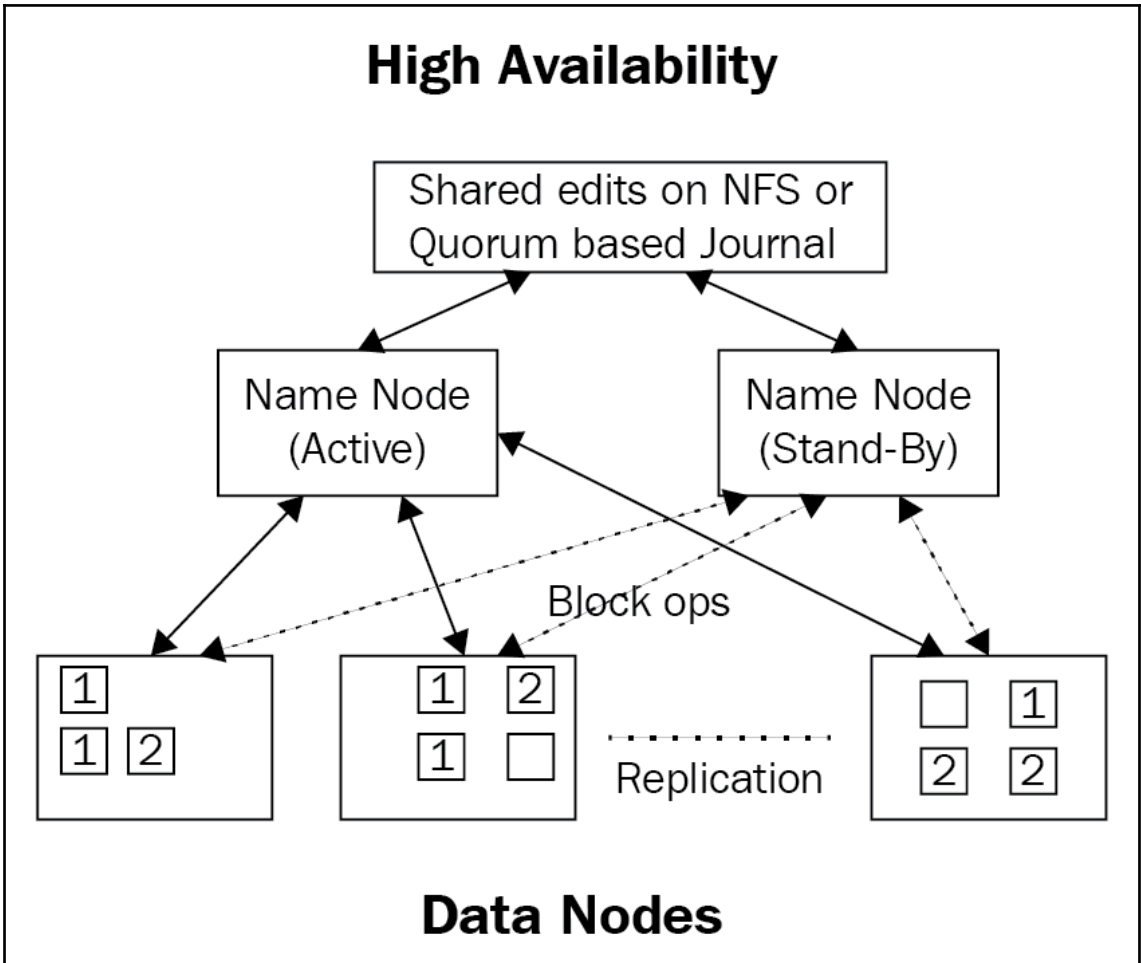 High Availability
Shared edits on NFS or
Quorum based Journal
Name Node
(Active)
Name Node
(Stand-By)
Block ops
1
1 2
1 2
1
Replication
1
2 2
Data Nodes